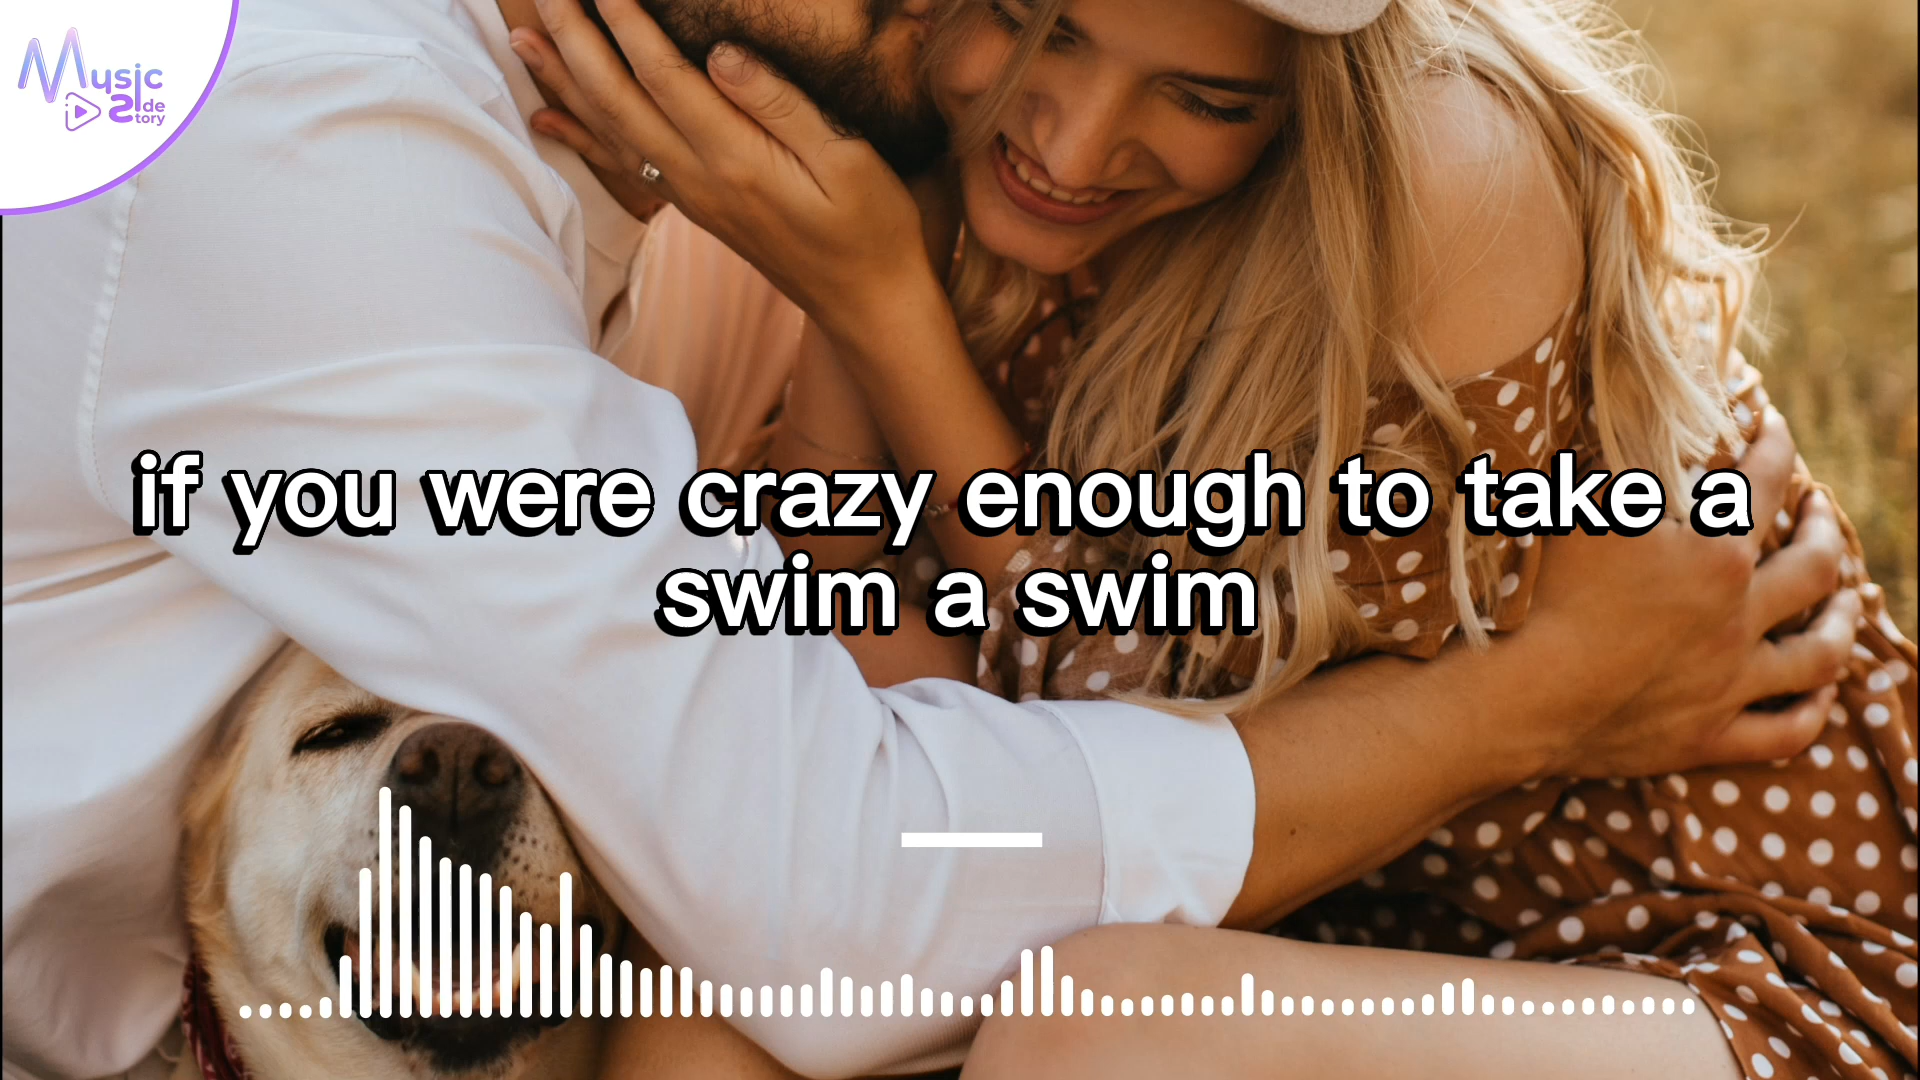 Music
Side
Story
if you were crazy enough to take a
swim a swim